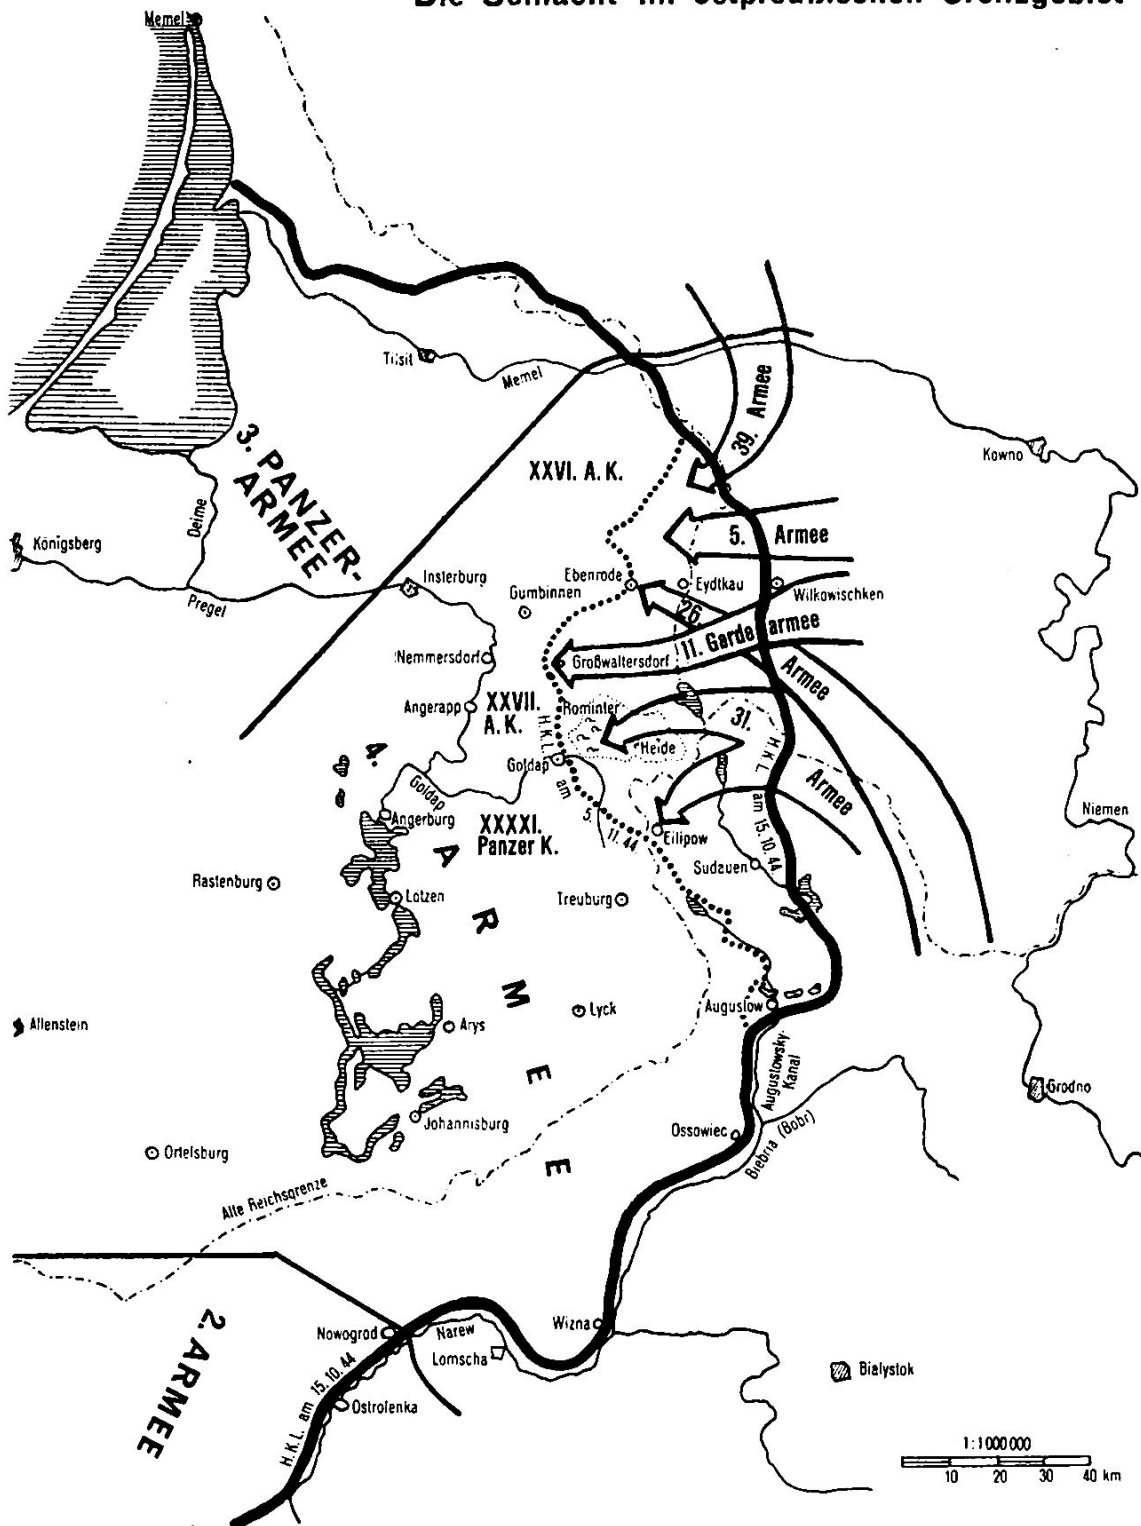 Die Schlacht im ostpreußischen Grenzgebiet
Memel
Tilsit
Memel
39. Armee
Kowno
XXVI. A. K.
3. PANZER-
ARMEE
Deime
Königsberg
Pregel
Insterburg
5. Armee
Ebenrode
Eydtkau
Gumbinnen
Wilkowischken
26.
11. Garde armee
Nemmersdorf
Großwaltersdorf
Armee
XXVII.
A. K.
Angerapp
Rominter
Heide
31.
H.K.L.
am
5.
11. 44
Goldap
Goldap
H. K. L. am 15. 10. 44
Armee
Niemen
Angerburg
XXXXI.
Panzer K.
Eilipow
Sudauen
Rastenburg
Lotzen
Treuburg
4. ARMEE
Allenstein
Arys
Lyck
Auguslow
Augustowsky
Kanal
Grodno
Johannisburg
Ossowiec
Biebria (Bobr)
Ortelsburg
Alte Reichsgrenze
2. ARMEE
Nowogrod
Narew
Lomscha
Wizna
Bialystok
H.K.L. am 15. 10. 44
Ostrolenka
1:1000000
10 20 30 40 km